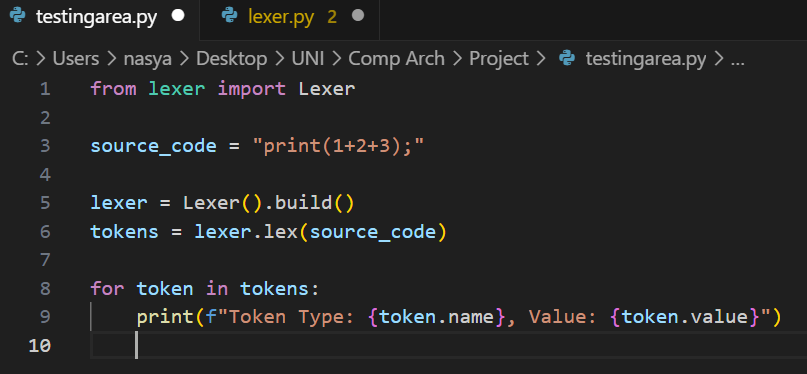 testingarea.py lexer.py 2
C: > Users > nasya > Desktop > UNI > Comp Arch > Project > testingarea.py > ...
1 from lexer import Lexer
2
3 source_code = "print(1+2+3);"
4
5 lexer = Lexer().build()
6 tokens = lexer.lex(source_code)
7
8 for token in tokens:
9     print(f"Token Type: {token.name}, Value: {token.value}")
10